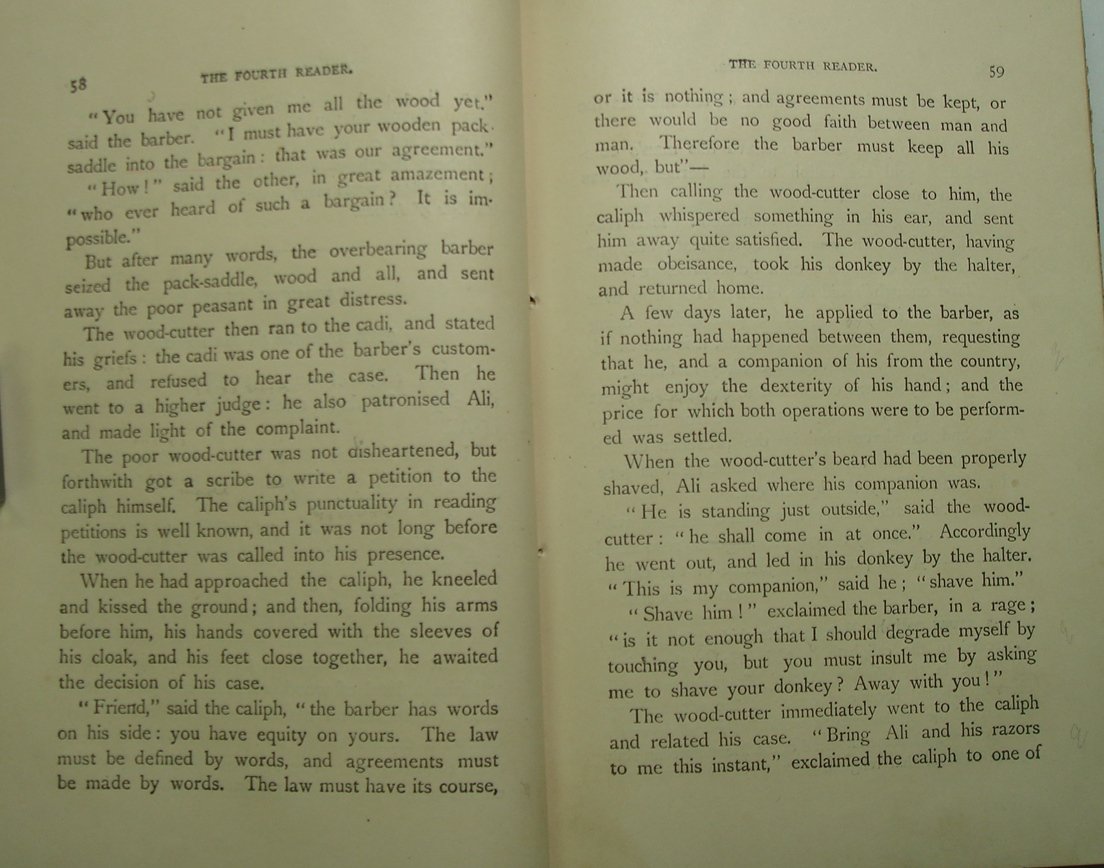 58
THE FOURTH READER.
“You have not given me all the wood yet.”
said the barber. “I must have your wooden pack-
saddle into the bargain: that was our agreement.”
“How!” said the other, in great amazement;
“who ever heard of such a bargain? It is im-
possible.”
But after many words, the overbearing barber
seized the pack-saddle, wood and all, and sent
away the poor peasant in great distress.
The wood-cutter then ran to the cadi, and stated
his griefs: the cadi was one of the barber's custom-
ers, and refused to hear the case. Then he
went to a higher judge: he also patronised Ali,
and made light of the complaint.
The poor wood-cutter was not disheartened, but
forthwith got a scribe to write a petition to the
caliph himself. The caliph's punctuality in reading
petitions is well known, and it was not long before
the wood-cutter was called into his presence.
When he had approached the caliph, he kneeled
and kissed the ground; and then, folding his arms
before him, his hands covered with the sleeves of
his cloak, and his feet close together, he awaited
the decision of his case.
“Friend,” said the caliph, “the barber has words
on his side: you have equity on yours. The law
must be defined by words, and agreements must
be made by words. The law must have its course,
THE FOURTH READER.
59
or it is nothing; and agreements must be kept, or
there would be no good faith between man and
man. Therefore the barber must keep all his
wood, but”—
Then calling the wood-cutter close to him, the
caliph whispered something in his ear, and sent
him away quite satisfied. The wood-cutter, having
made obeisance, took his donkey by the halter,
and returned home.
A few days later, he applied to the barber, as
if nothing had happened between them, requesting
that he, and a companion of his from the country,
might enjoy the dexterity of his hand; and the
price for which both operations were to be perform-
ed was settled.
When the wood-cutter's beard had been properly
shaved, Ali asked where his companion was.
“He is standing just outside,” said the wood-
cutter: “he shall come in at once.” Accordingly
he went out, and led in his donkey by the halter.
“This is my companion,” said he; “shave him.”
“Shave him!” exclaimed the barber, in a rage;
“is it not enough that I should degrade myself by
touching you, but you must insult me by asking
me to shave your donkey? Away with you!”
The wood-cutter immediately went to the caliph
and related his case. “Bring Ali and his razors
to me this instant,” exclaimed the caliph to one of